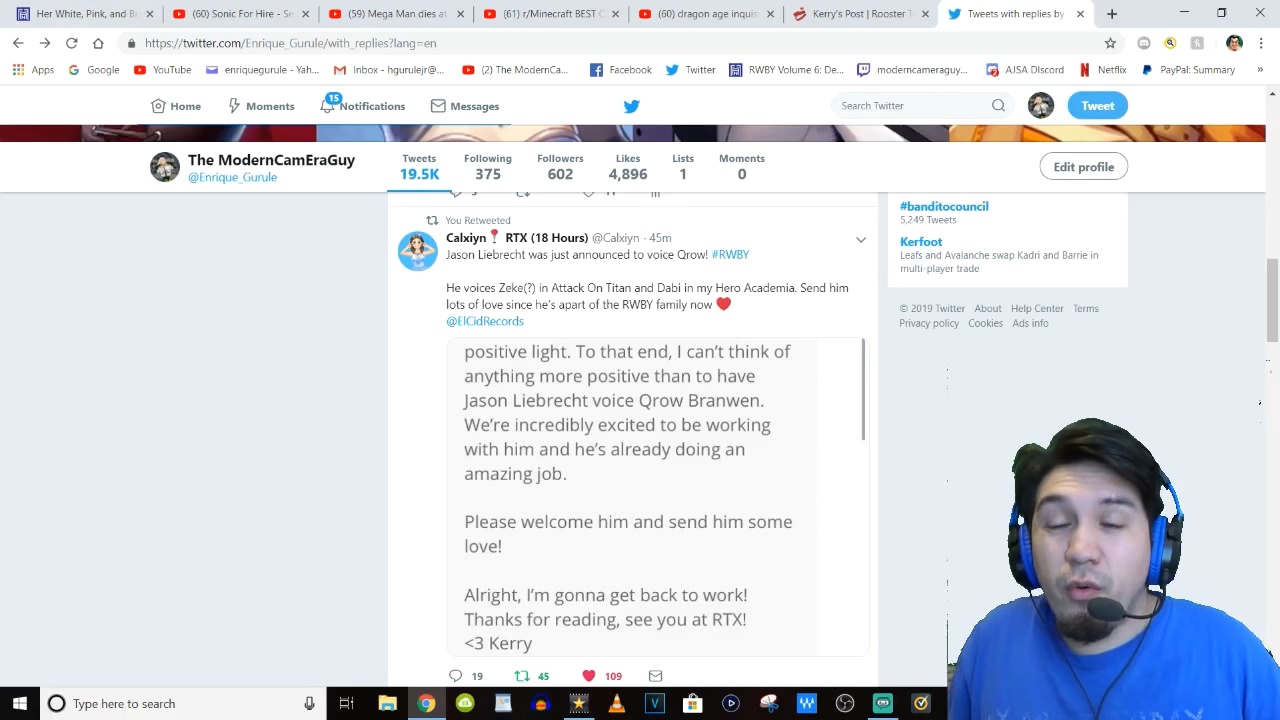 Her White, Pink, and B
(60) Sonic For Hire - Se
(59) Mega Man dies at
(61) r/Minecraft BEST C
(60) dragon age inquis
Kerry's Post | Rooster T
Tweets with replies by
https://twitter.com/Enrique_Gurule/with_replies?lang=en
Apps
Google
YouTube
enriquegurule - Yah...
Inbox - hgurulejr@g...
(2) The ModernCa...
Facebook
Twitter
RWBY Volume 6: De...
moderncameraguy...
AJSA DIscord
Netflix
PayPal: Summary
»
Home
Moments
15
Notifications
Messages
Search Twitter
Tweet
The ModernCamEraGuy
@Enrique_Gurule
Tweets
19.5K
Following
375
Followers
602
Likes
4,896
Lists
1
Moments
0
Edit profile
You Retweeted
Calxiyn RTX (18 Hours) @Calxiyn · 45m
Jason Liebrecht was just announced to voice Qrow! #RWBY
He voices Zeke(?) in Attack On Titan and Dabi in my Hero Academia. Send him
lots of love since he's apart of the RWBY family now ❤
@ElCidRecords
positive light. To that end, I can't think of
anything more positive than to have
Jason Liebrecht voice Qrow Branwen.
We're incredibly excited to be working
with him and he's already doing an
amazing job.
Please welcome him and send him some
love!
Alright, I'm gonna get back to work!
Thanks for reading, see you at RTX!
<3 Kerry
19
45
109
#banditocouncil
5,249 Tweets
Kerfoot
Leafs and Avalanche swap Kadri and Barrie in
multi-player trade
© 2019 Twitter About Help Center Terms
Privacy policy Cookies Ads info
Type here to search